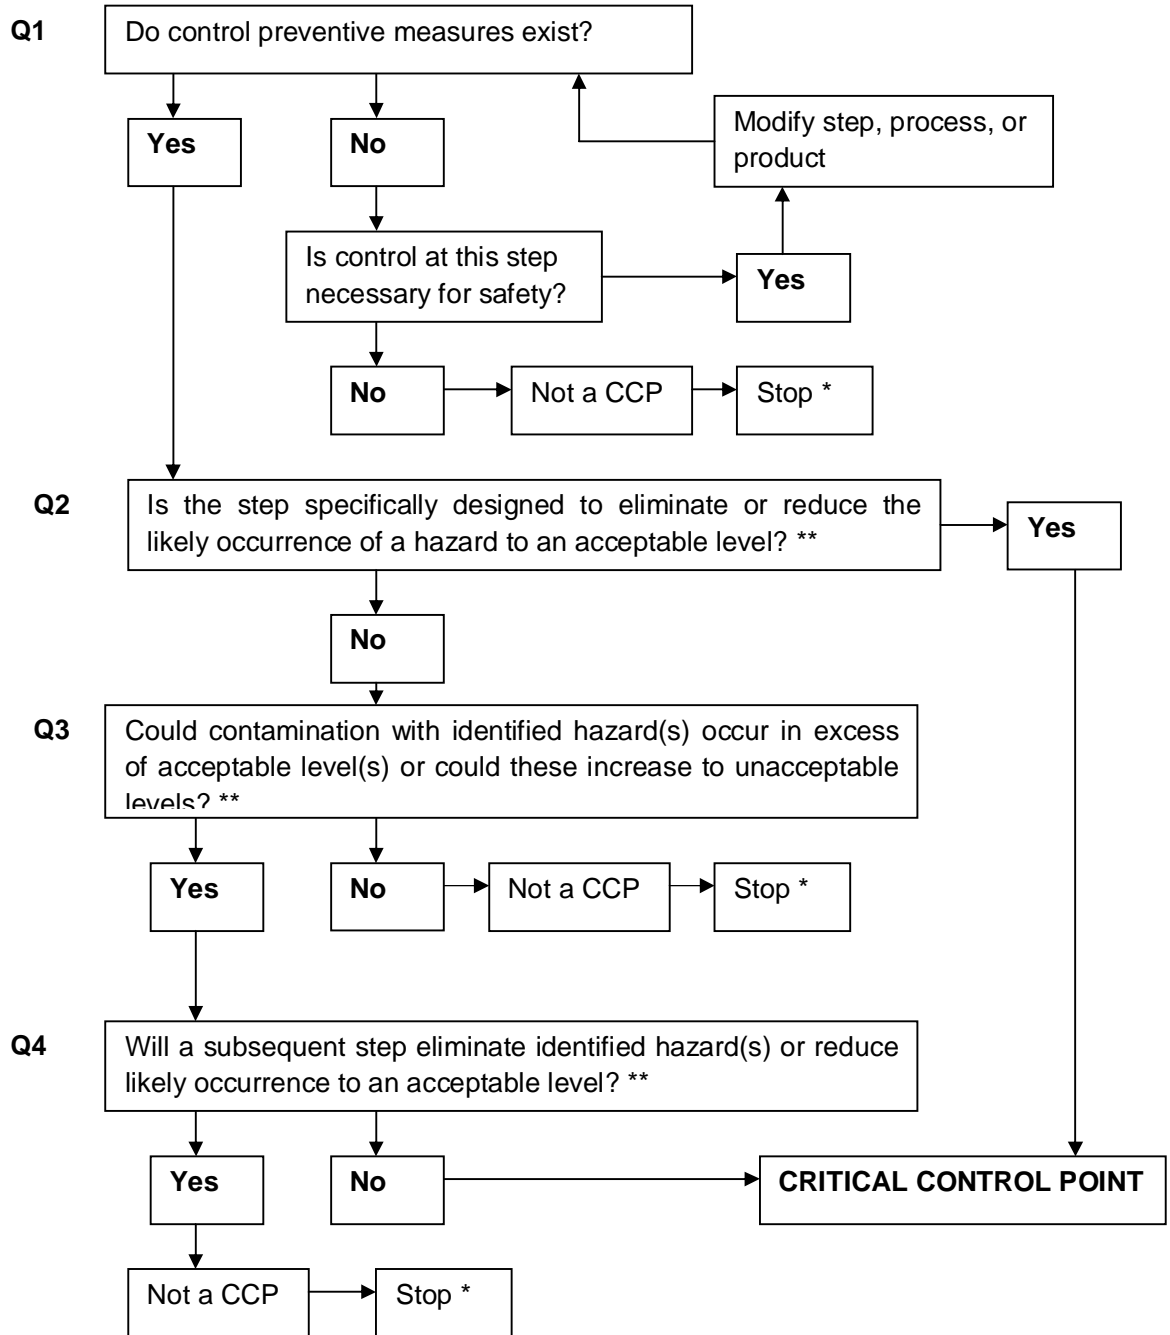 Q1
Do control preventive measures exist?
Modify step, process, or
product
Yes
No
Is control at this step
necessary for safety?
Yes
No
Not a CCP
Stop *
Q2
Is the step specifically designed to eliminate or reduce the
likely occurrence of a hazard to an acceptable level? **
Yes
No
Q3
Could contamination with identified hazard(s) occur in excess
of acceptable level(s) or could these increase to unacceptable
levels? **
Yes
No
Not a CCP
Stop *
Q4
Will a subsequent step eliminate identified hazard(s) or reduce
likely occurrence to an acceptable level? **
Yes
No
CRITICAL CONTROL POINT
Not a CCP
Stop *